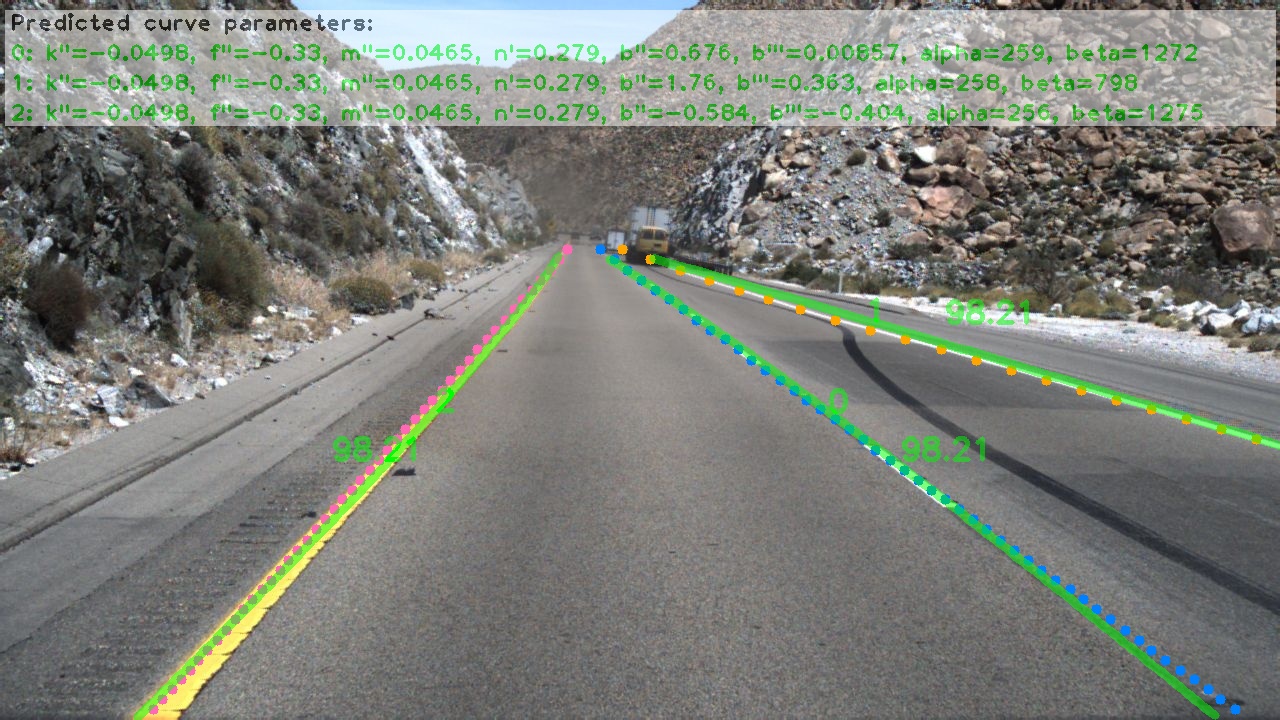 Predicted curve parameters:
0: k''=-0.0498, f''=-0.33, m''=0.0465, n'=0.279, b''=0.676, b'''=0.00857, alpha=259, beta=1272
1: k''=-0.0498, f''=-0.33, m''=0.0465, n'=0.279, b''=1.76, b'''=0.363, alpha=258, beta=798
2: k''=-0.0498, f''=-0.33, m''=0.0465, n'=0.279, b''=-0.584, b'''=-0.404, alpha=256, beta=1275
1 98.21
2 0
98.21 98.21